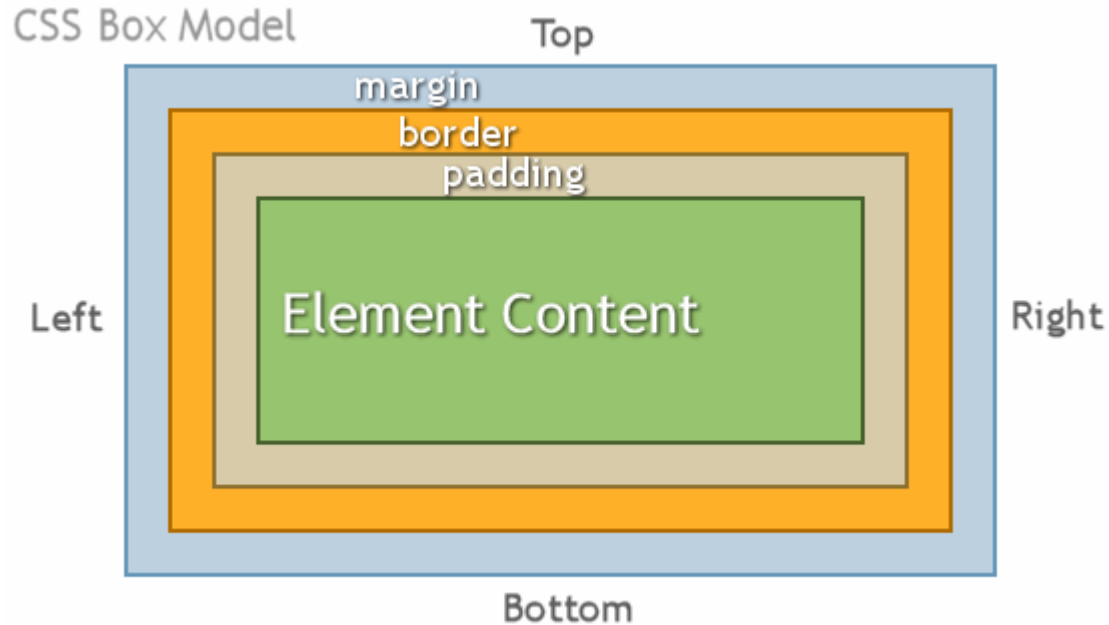 CSS Box Model
Top
margin
border
padding
Element Content
Left
Right
Bottom